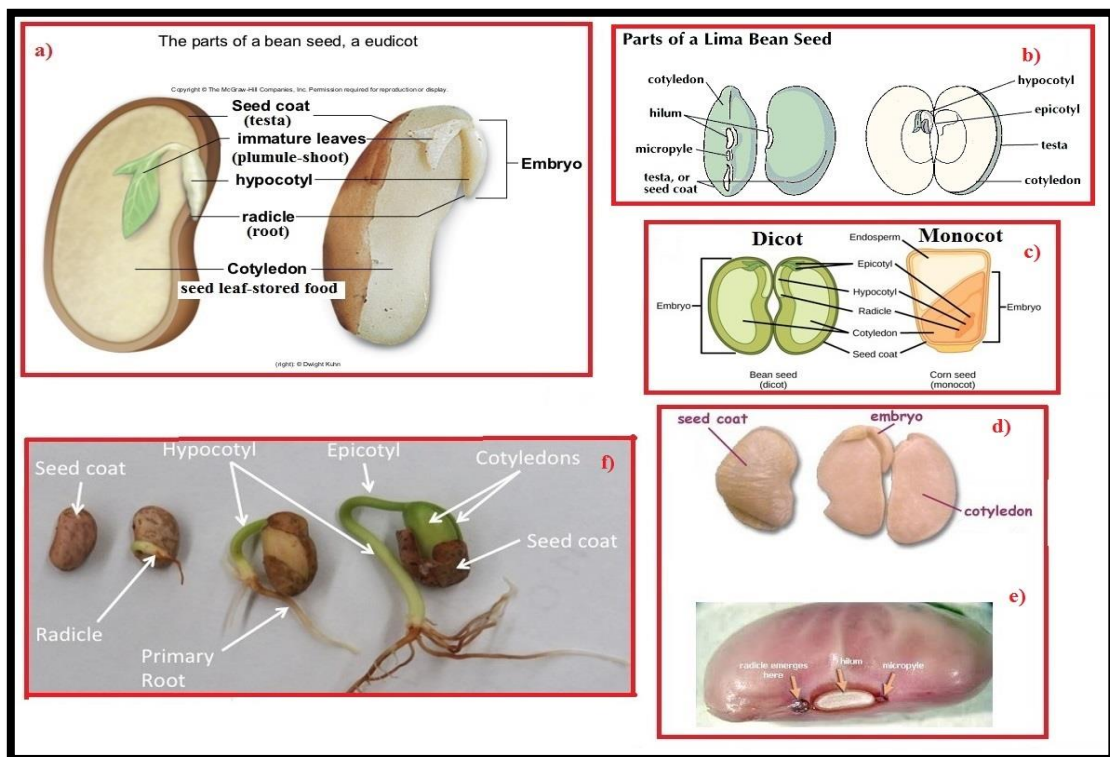 a)
The parts of a bean seed, a eudicot
Copyright © The McGraw-Hill Companies, Inc. Permission required for reproduction or display.
Seed coat
(testa)
immature leaves
(plumule-shoot)
hypocotyl
radicle
(root)
Cotyledon
seed leaf-stored food
Embryo
(right): © Dwight Kuhn
b)
Parts of a Lima Bean Seed
cotyledon
hilum
micropyle
testa, or
seed coat
hypocotyl
epicotyl
testa
cotyledon
c)
Dicot
Monocot
Embryo
Endosperm
Epicotyl
Hypocotyl
Radicle
Cotyledon
Seed coat
Embryo
Bean seed
(dicot)
Corn seed
(monocot)
d)
seed coat
embryo
cotyledon
e)
radicle emerges
here
hilum
micropyle
f)
Seed coat
Radicle
Hypocotyl
Primary
Root
Epicotyl
Cotyledons
Seed coat